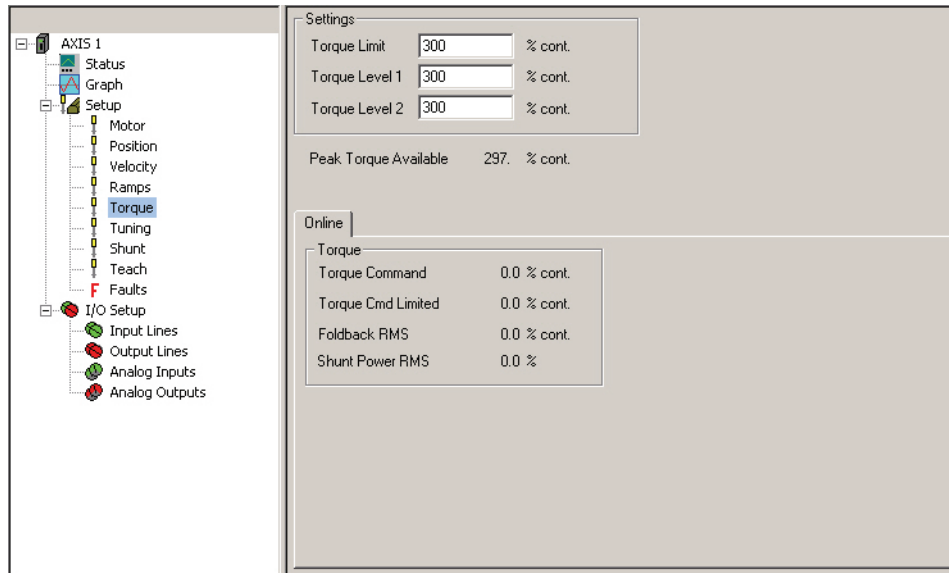 AXIS 1
Status
Graph
Setup
Motor
Position
Velocity
Ramps
Torque
Tuning
Shunt
Teach
F Faults
I/O Setup
Input Lines
Output Lines
Analog Inputs
Analog Outputs
Settings
Torque Limit 300 % cont.
Torque Level 1 300 % cont.
Torque Level 2 300 % cont.
Peak Torque Available 297. % cont.
Online
Torque
Torque Command 0.0 % cont.
Torque Cmd Limited 0.0 % cont.
Foldback RMS 0.0 % cont.
Shunt Power RMS 0.0 %